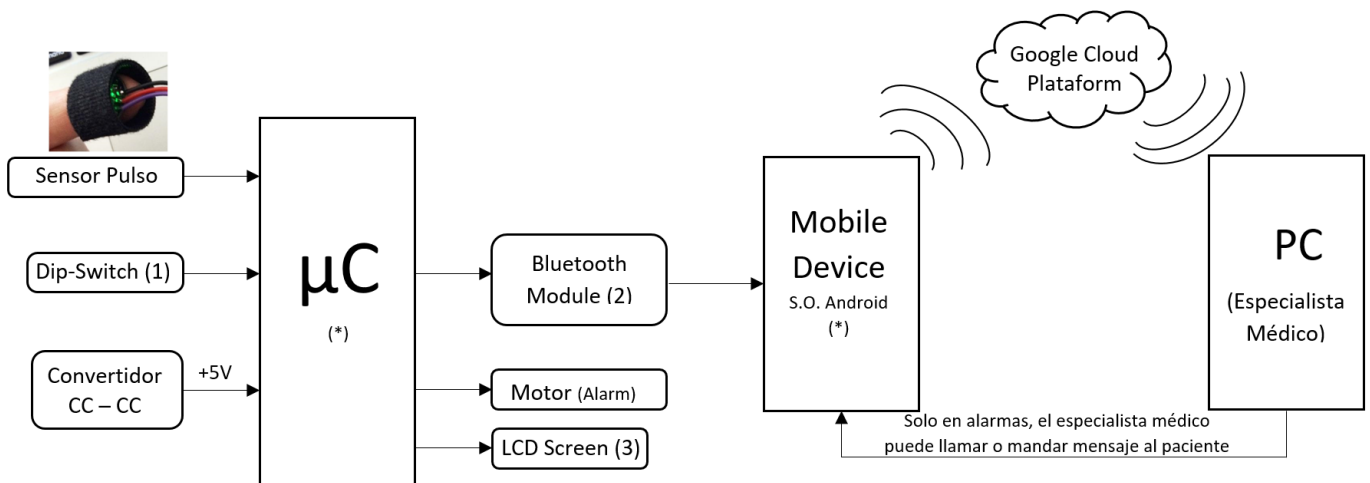 Google Cloud
Plataform
Sensor Pulso
Dip-Switch (1)
Convertidor
CC – CC
+5V
μC
(*)
Bluetooth
Module (2)
Motor (Alarm)
LCD Screen (3)
Mobile
Device
S.O. Android
(*)
PC
(Especialista
Médico)
Solo en alarmas, el especialista médico
puede llamar o mandar mensaje al paciente